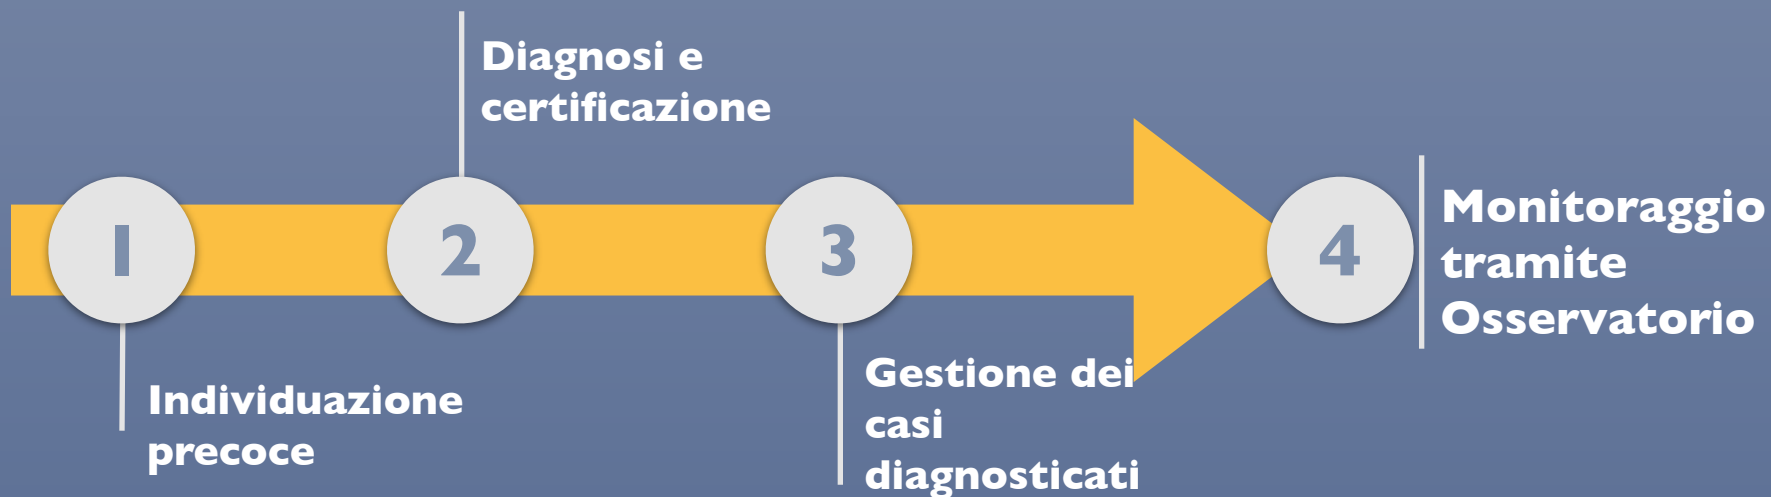 1
Individuazione
precoce
2
Diagnosi e
certificazione
3
Gestione dei
casi
diagnosticati
4
Monitoraggio
tramite
Osservatorio